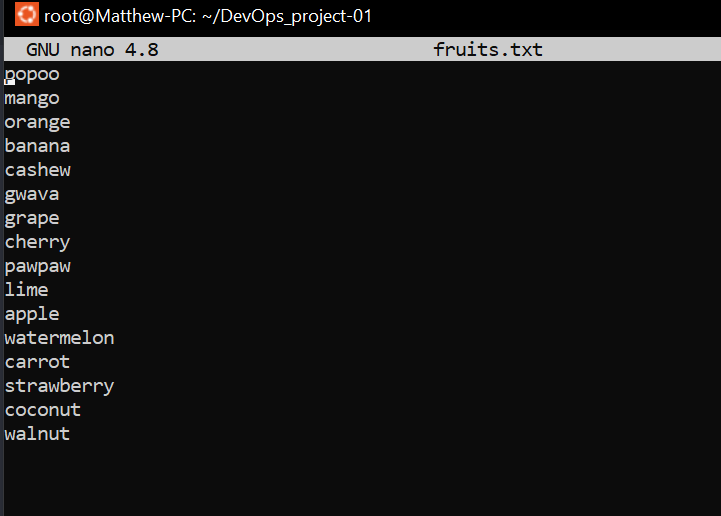 root@Matthew-PC: ~/DevOps_project-01
GNU nano 4.8 fruits.txt
popoo
mango
orange
banana
cashew
gwava
grape
cherry
pawpaw
lime
apple
watermelon
carrot
strawberry
coconut
walnut